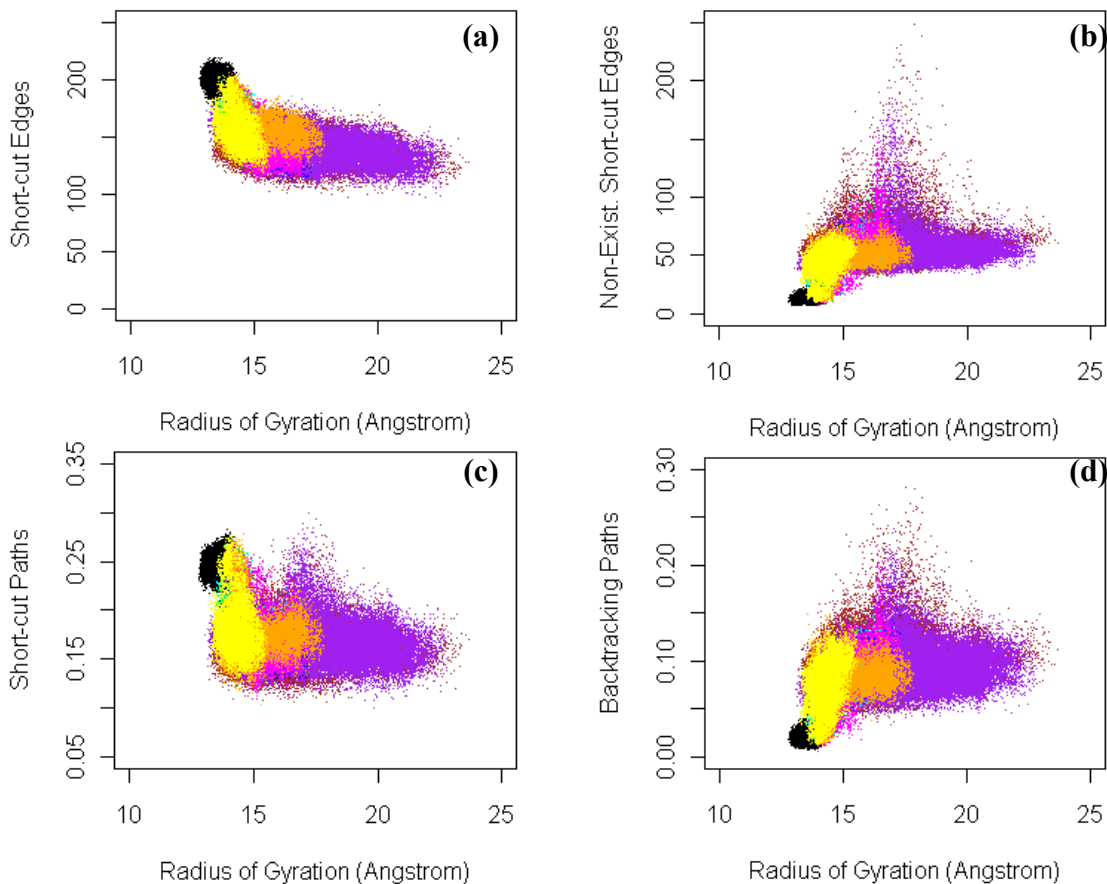 (a)
Short-cut Edges
200
150
100
50
0
10 15 20 25
Radius of Gyration (Angstrom)
(b)
Non-Exist. Short-cut Edges
200
100
50
0
10 15 20 25
Radius of Gyration (Angstrom)
(c)
Short-cut Paths
0.35
0.25
0.15
0.05
10 15 20 25
Radius of Gyration (Angstrom)
(d)
Backtracking Paths
0.30
0.20
0.10
0.00
10 15 20 25
Radius of Gyration (Angstrom)